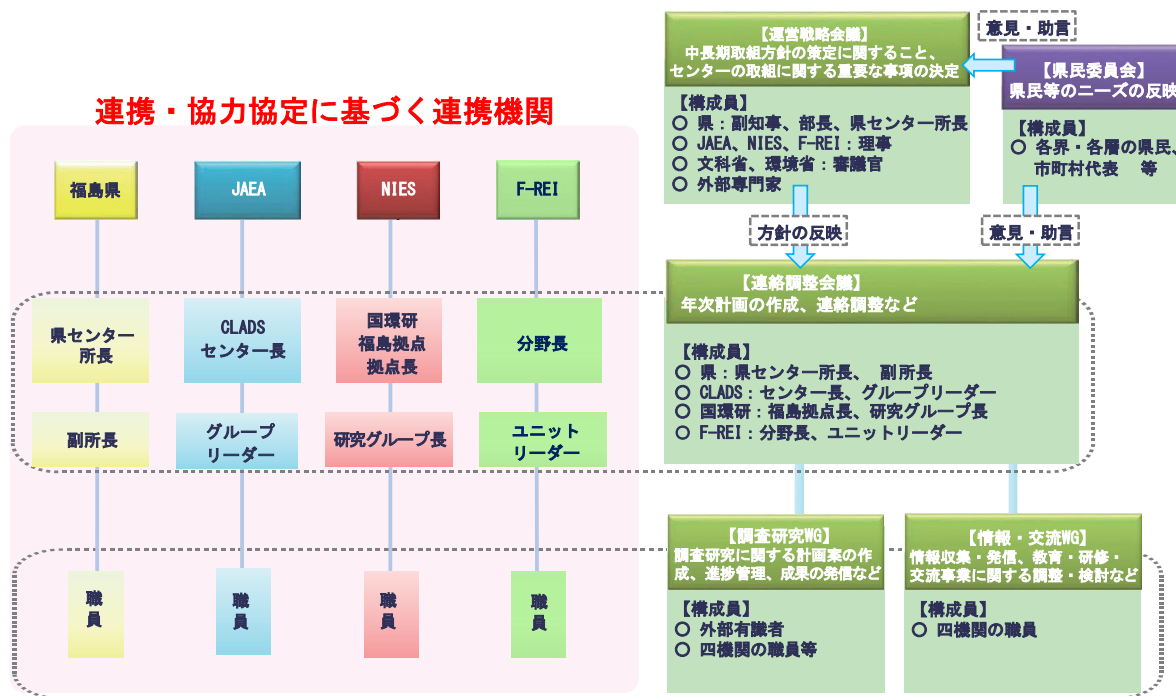 連携・協力協定に基づく連携機関
福島県
JAEA
NIES
F-REI
県センター
所長
CLADS
センター長
国環研
福島拠点
拠点長
分野長
副所長
グループ
リーダー
研究グループ長
ユニット
リーダー
職
員
職
員
職
員
職
員
【運営戦略会議】
中長期取組方針の策定に関すること、
センターの取組に関する重要な事項の決定
【構成員】
〇 県：副知事、部長、県センター所長
〇 JAEA、NIES、F-REI：理事
〇 文科省、環境省：審議官
〇 外部専門家
意見・助言
【県民委員会】
県民等のニーズの反映
【構成員】
〇 各界・各層の県民、
市町村代表 等
方針の反映
意見・助言
【連絡調整会議】
年次計画の作成、連絡調整など
【構成員】
〇 県：県センター所長、 副所長
〇 CLADS：センター長、グループリーダー
〇 国環研：福島拠点長、研究グループ長
〇 F-REI：分野長、ユニットリーダー
【調査研究WG】
調査研究に関する計画案の作
成、進捗管理、成果の発信など
【構成員】
〇 外部有識者
〇 四機関の職員等
【情報・交流WG】
情報収集・発信、教育・研修・
交流事業に関する調整・検討など
【構成員】
〇 四機関の職員